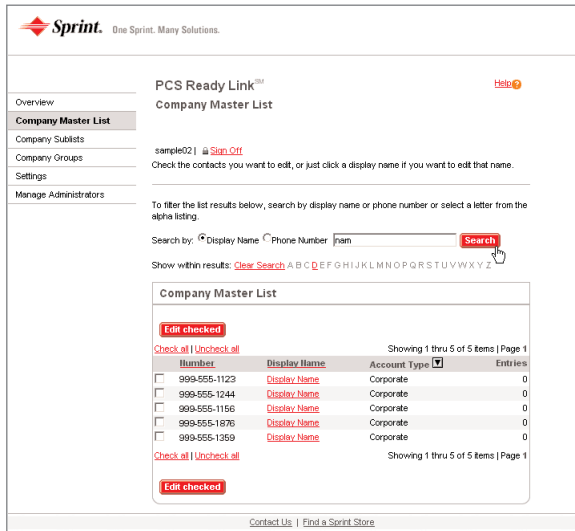 Sprint. One Sprint. Many Solutions.
PCS Ready Link℠
Help
Company Master List
Overview
Company Master List
Company Sublists
Company Groups
Settings
Manage Administrators
sample02 | Sign Off
Check the contacts you want to edit, or just click a display name if you want to edit that name.
To filter the list results below, search by display name or phone number or select a letter from the
alpha listing.
Search by: Display Name Phone Number nam Search
Show within results: Clear Search A B C D E F G H I J K L M N O P Q R S T U V W X Y Z
Company Master List
Edit checked
Check all | Uncheck all Showing 1 thru 5 of 5 items | Page 1
Number Display Name Account Type Entries
999-555-1123 Display Name Corporate 0
999-555-1244 Display Name Corporate 0
999-555-1156 Display Name Corporate 0
999-555-1876 Display Name Corporate 0
999-555-1359 Display Name Corporate 0
Check all | Uncheck all Showing 1 thru 5 of 5 items | Page 1
Edit checked
Contact Us | Find a Sprint Store